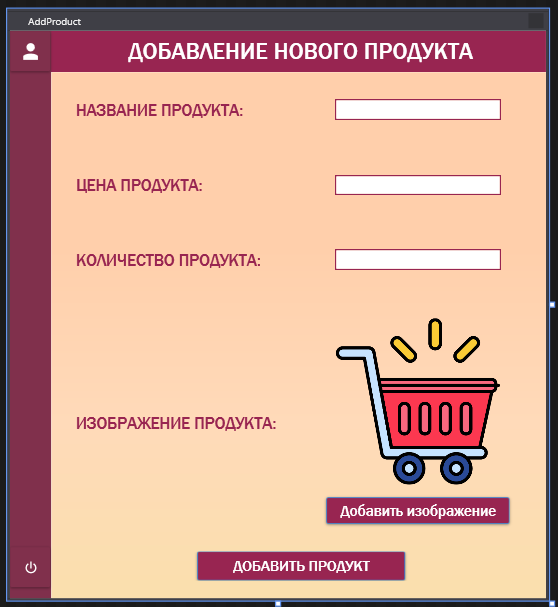 AddProduct
ДОБАВЛЕНИЕ НОВОГО ПРОДУКТА
НАЗВАНИЕ ПРОДУКТА:
ЦЕНА ПРОДУКТА:
КОЛИЧЕСТВО ПРОДУКТА:
ИЗОБРАЖЕНИЕ ПРОДУКТА:
Добавить изображение
ДОБАВИТЬ ПРОДУКТ